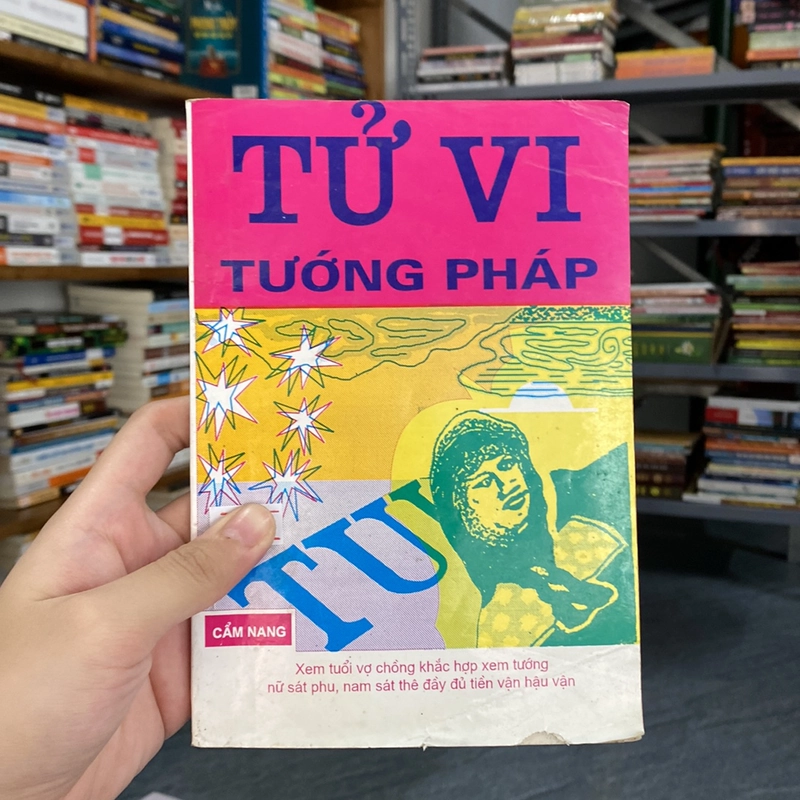 TỬ VI
TƯỚNG PHÁP
TU
CẨM NANG
Xem tuổi vợ chồng khắc hợp xem tướng
nữ sát phu, nam sát thê đầy đủ tiền vận hậu vận